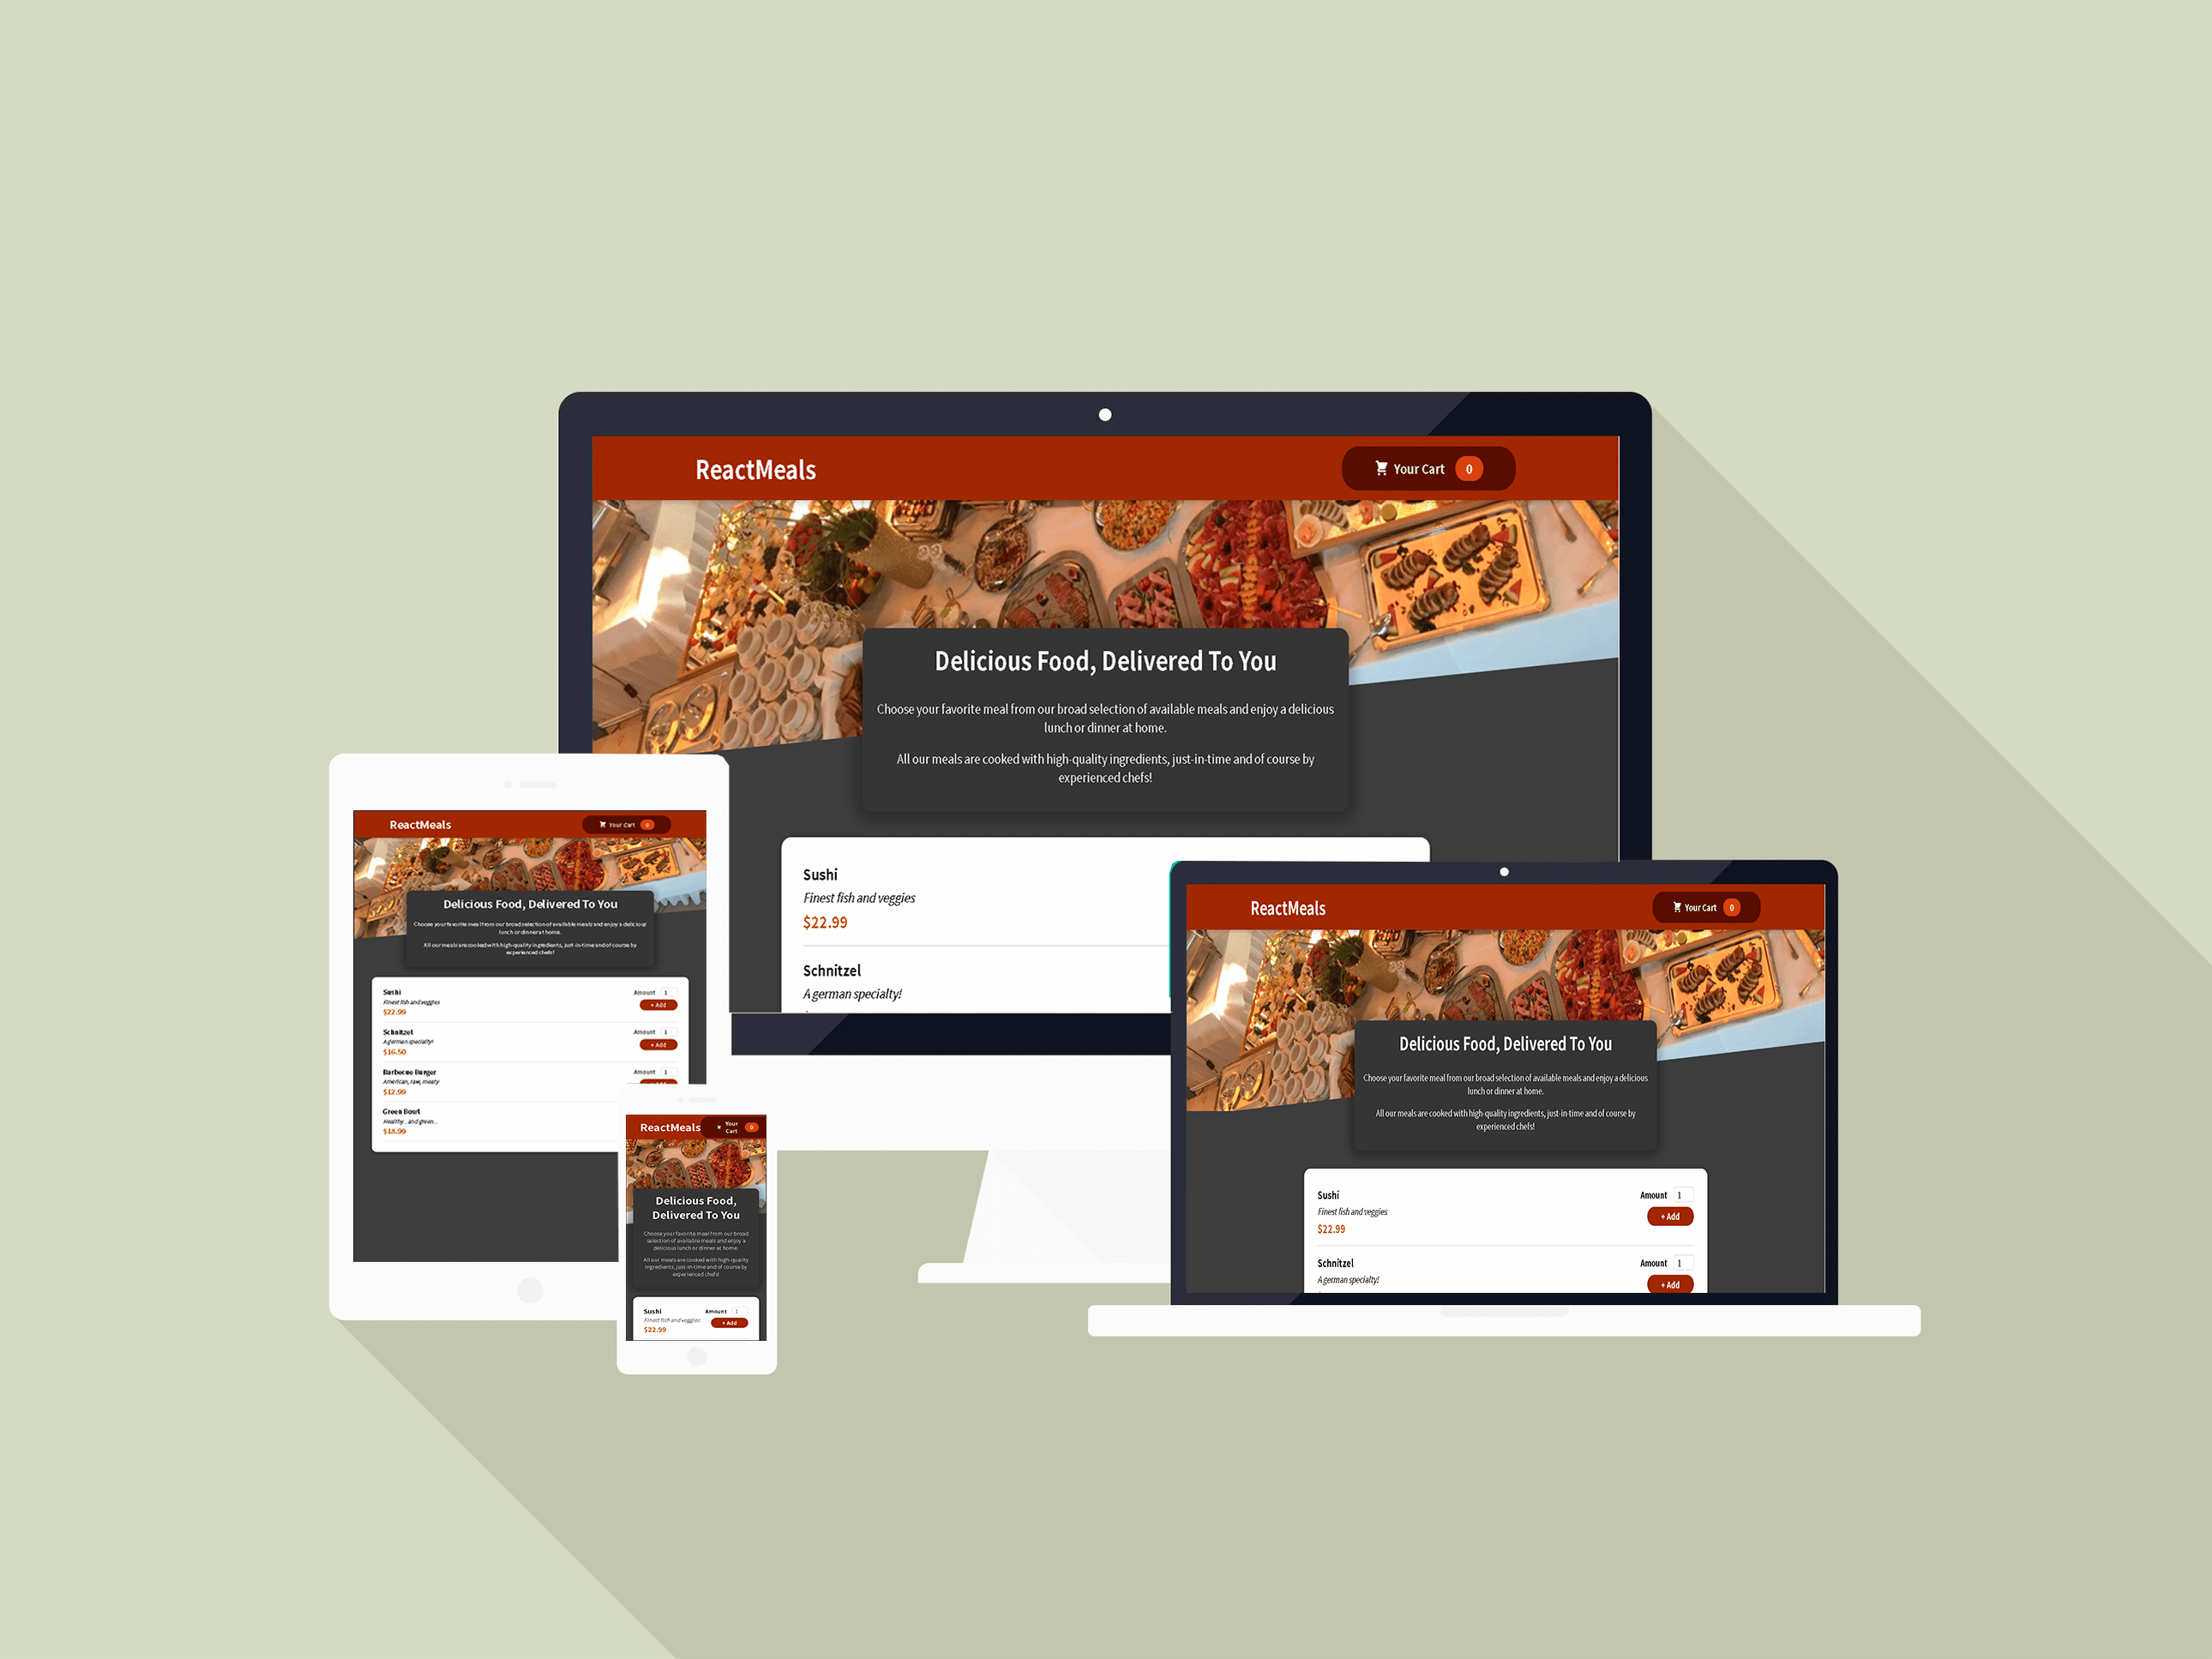 ReactMeals
Your Cart 0
Delicious Food, Delivered To You
Choose your favorite meal from our broad selection of available meals and enjoy a delicious
lunch or dinner at home.
All our meals are cooked with high-quality ingredients, just-in-time and of course by
experienced chefs!
Sushi
Finest fish and veggies
$22.99
Schnitzel
A german specialty!
ReactMeals
Your Cart 0
Delicious Food, Delivered To You
Choose your favorite meal from our broad selection of available meals and enjoy a delicious
lunch or dinner at home.
All our meals are cooked with high-quality ingredients, just-in-time and of course by
experienced chefs!
Sushi
Amount 1
Finest fish and veggies
+ Add
$22.99
Schnitzel
Amount 1
A german specialty!
+ Add
$16.50
Barbecue Burger
Amount 1
American, raw, meaty
$12.99
Green Bowl
Healthy...and green...
$18.99
ReactMeals
Your
Cart
0
Delicious Food,
Delivered To You
Choose your favorite meal from our broad
selection of available meals and enjoy a
delicious lunch or dinner at home.
All our meals are cooked with high-quality
ingredients, just-in-time and of course by
experienced chefs!
Sushi
Amount 1
Finest fish and veggies
+ Add
$22.99
ReactMeals
Your Cart 0
Delicious Food, Delivered To You
Choose your favorite meal from our broad selection of available meals and enjoy a delicious
lunch or dinner at home.
All our meals are cooked with high-quality ingredients, just-in-time and of course by
experienced chefs!
Sushi
Amount 1
Finest fish and veggies
+ Add
$22.99
Schnitzel
Amount 1
A german specialty!
+ Add